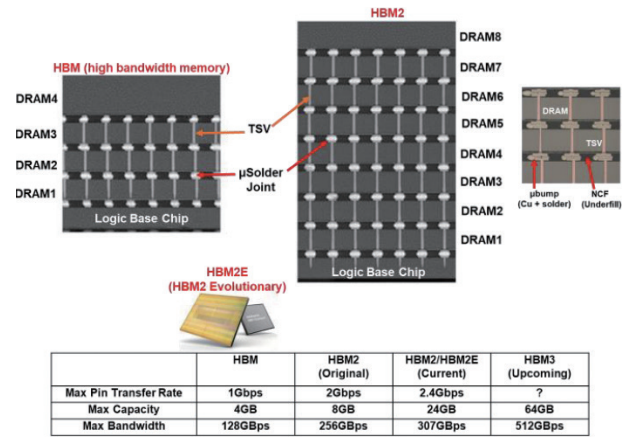 HBM2
HBM (high bandwidth memory)
DRAM4
DRAM3
DRAM2
DRAM1
Logic Base Chip
TSV
µSolder
Joint
DRAM8
DRAM7
DRAM6
DRAM5
DRAM4
DRAM3
DRAM2
DRAM1
Logic Base Chip
DRAM
TSV
µbump
(Cu + solder)
NCF
(Underfill)
HBM2E
(HBM2 Evolutionary)
HBM HBM2 HBM2/HBM2E HBM3
(Original) (Current) (Upcoming)
Max Pin Transfer Rate 1Gbps 2Gbps 2.4Gbps ?
Max Capacity 4GB 8GB 24GB 64GB
Max Bandwidth 128GBps 256GBps 307GBps 512GBps